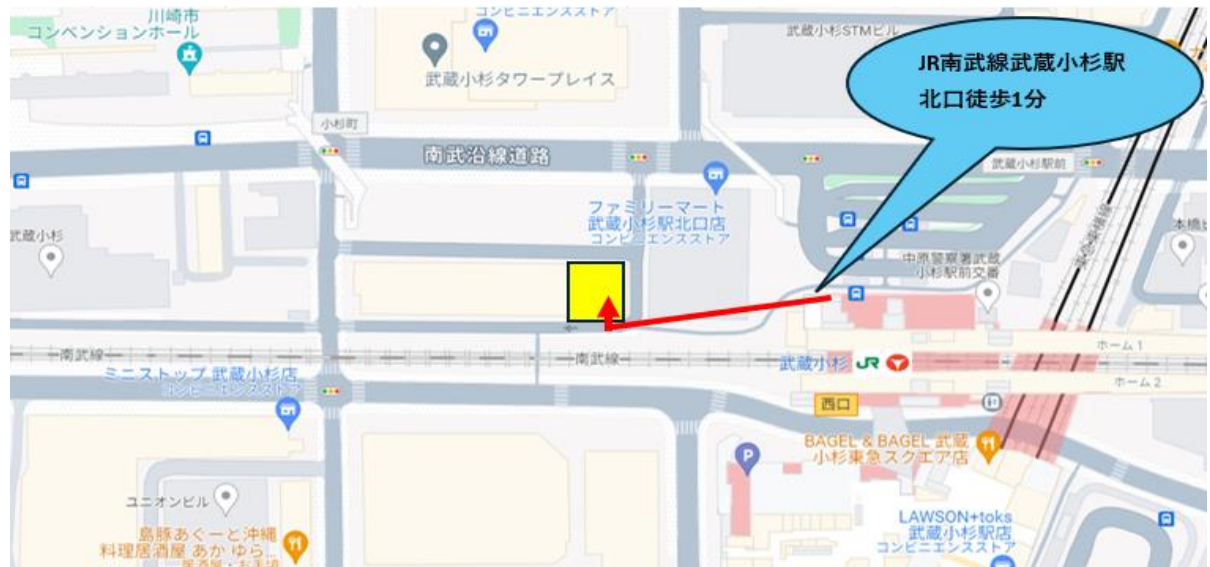 川崎市
コンベンションホール
コンビニエンスストア
武蔵小杉タワープレイス
武蔵小杉STMビル
JR南武線武蔵小杉駅
北口徒歩1分
小杉町
南武沿線道路
武蔵小杉駅前
ファミリーマート
武蔵小杉駅北口店
コンビニエンスストア
武蔵小杉
中原警察署武蔵
小杉駅前交番
南武線
南武線
武蔵小杉
JR
ホーム 1
ホーム 2
ミニストップ 武蔵小杉店
コンビニエンスストア
西口
BAGEL & BAGEL 武蔵
小杉東急スクエア店
P
ユニオンビル
島豚あぐーと沖縄
料理居酒屋 あか ゆら...
居酒屋・お手頃
LAWSON+toks
武蔵小杉駅店
コンビニエンスストア